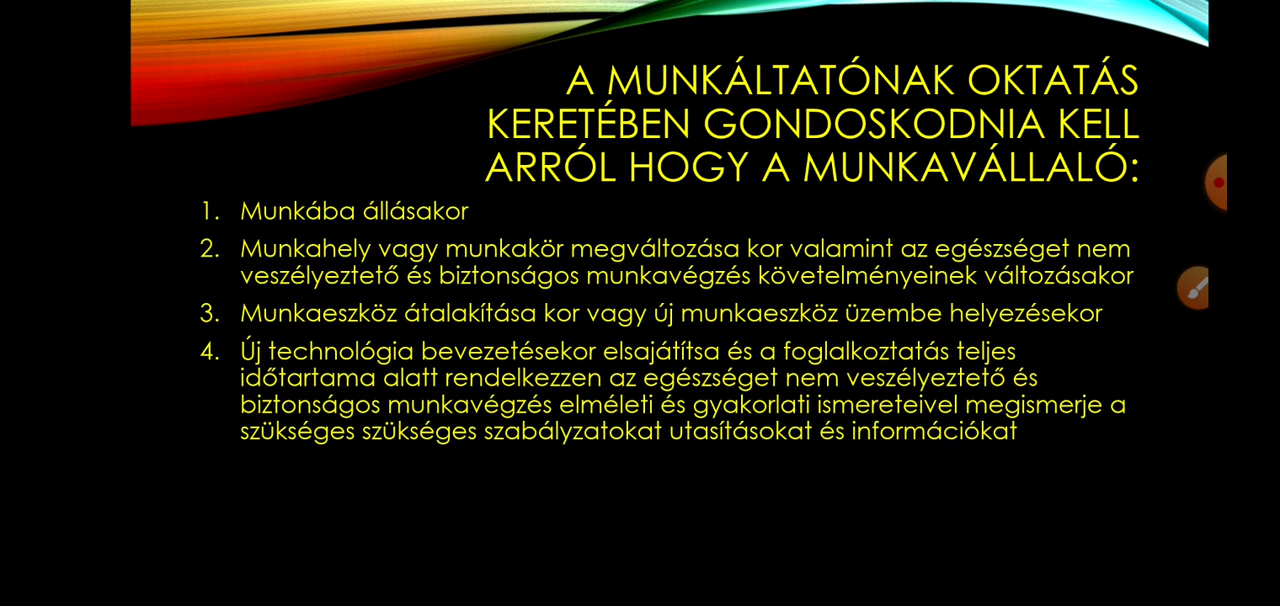 A MUNKÁLTATÓNAK OKTATÁS
KERETÉBEN GONDOSKODNIA KELL
ARRÓL HOGY A MUNKAVÁLLALÓ:
1. Munkába állásakor
2. Munkahely vagy munkakör megváltozása kor valamint az egészséget nem
veszélyeztető és biztonságos munkavégzés követelményeinek változásakor
3. Munkaeszköz átalakítása kor vagy új munkaeszköz üzembe helyezésekor
4. Új technológia bevezetésekor elsajátítsa és a foglalkoztatás teljes
időtartama alatt rendelkezzen az egészséget nem veszélyeztető és
biztonságos munkavégzés elméleti és gyakorlati ismereteivel megismerje a
szükséges szükséges szabályzatokat utasításokat és információkat